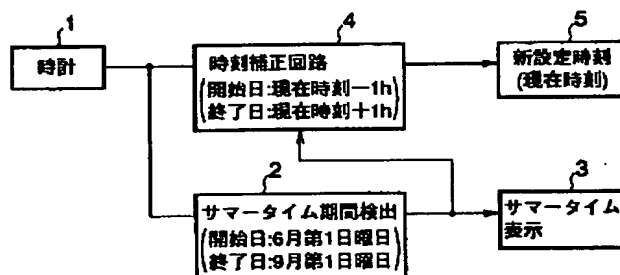 1
時計
4
時刻補正回路
(開始日:現在時刻−1h
終了日:現在時刻+1h)
5
新設定時刻
(現在時刻)
2
サマータイム期間検出
(開始日:6月第1日曜日
終了日:9月第1日曜日)
3
サマータイム
表示